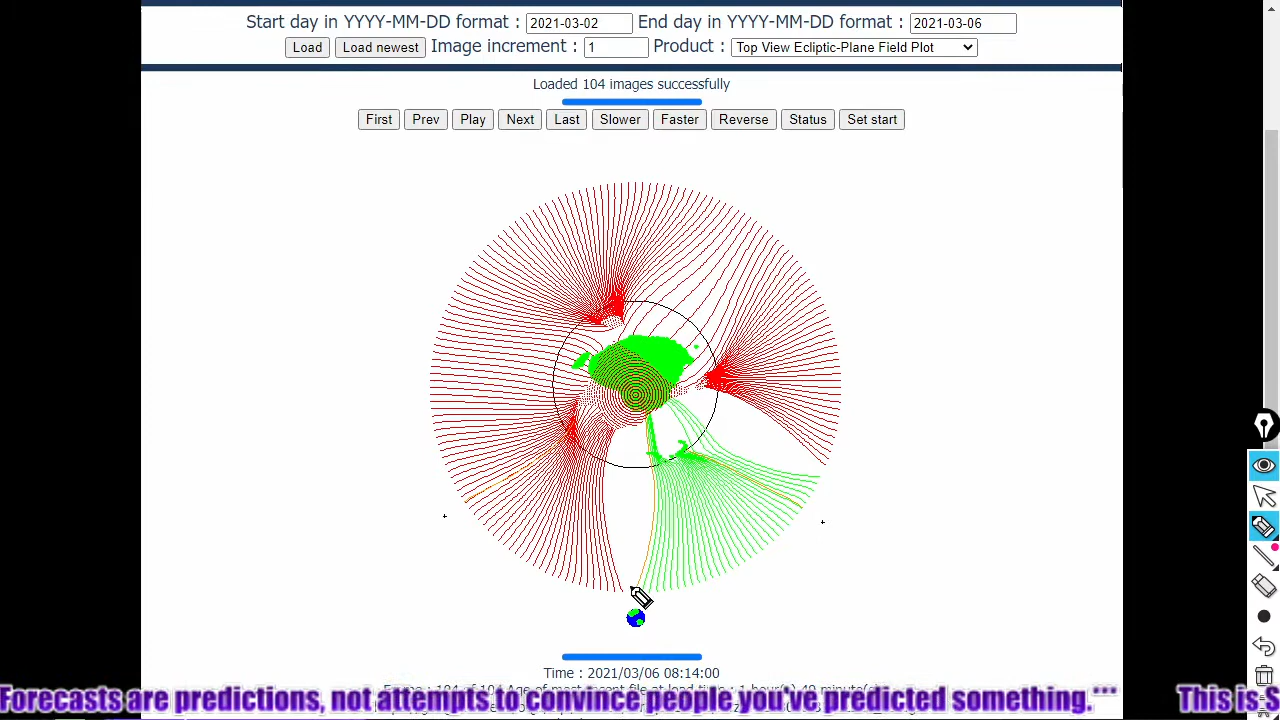 Start day in YYYY-MM-DD format : 2021-03-02 End day in YYYY-MM-DD format : 2021-03-06
Load Load newest Image increment : 1 Product : Top View Ecliptic-Plane Field Plot
Loaded 104 images successfully
First Prev Play Next Last Slower Faster Reverse Status Set start
Time : 2021/03/06 08:14:00
Forecasts are predictions, not attempts to convince people you've predicted something. *** This is S